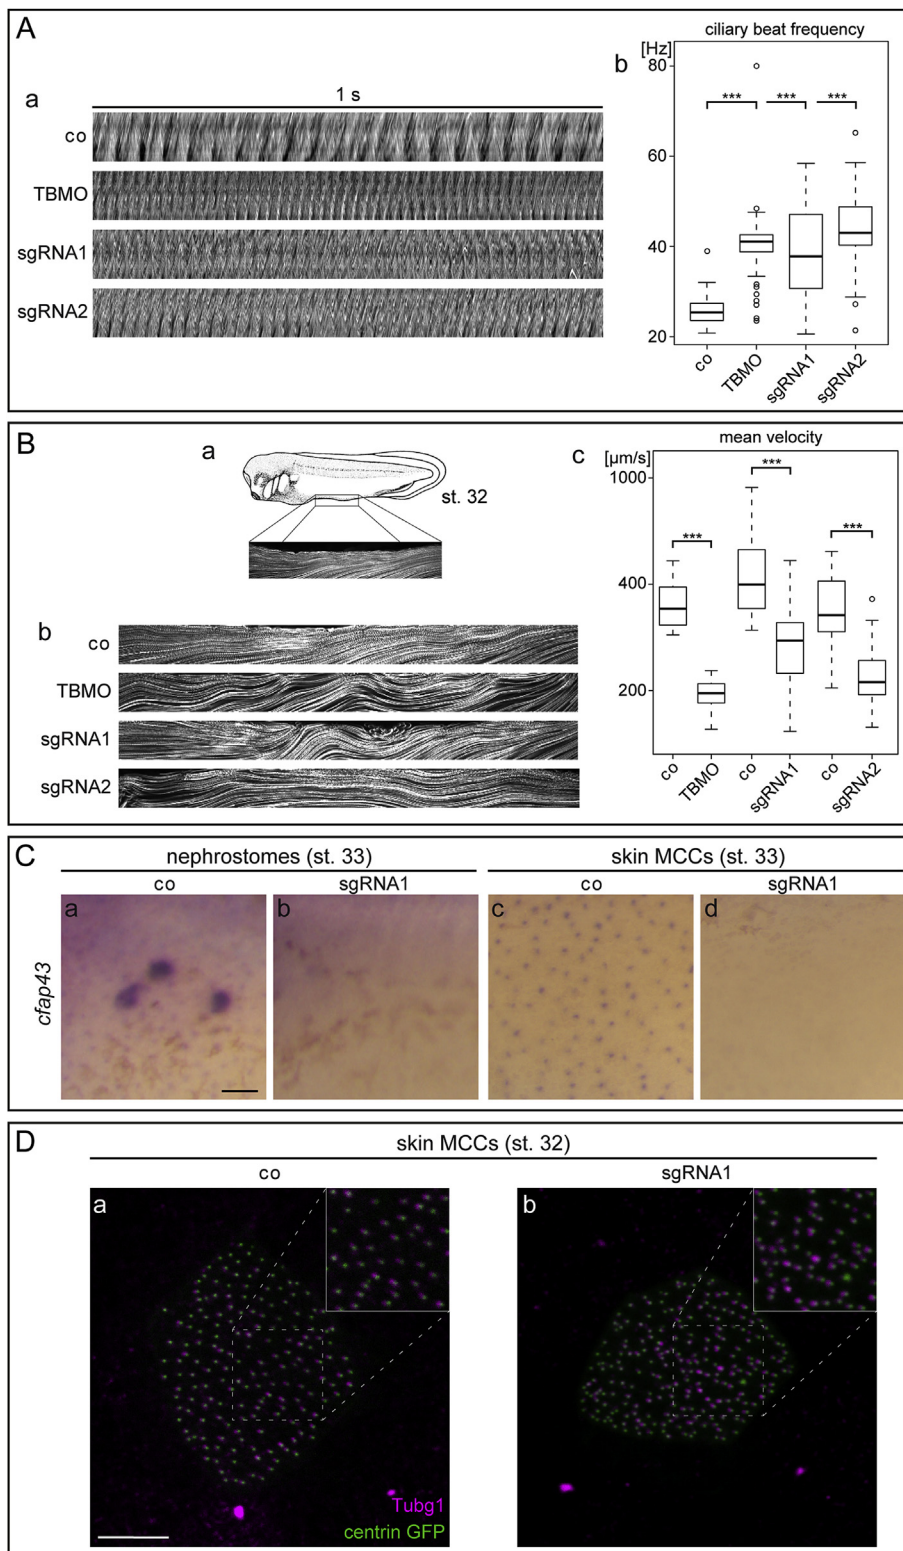 A
ciliary beat frequency
[Hz]
b
80
60
40
20
***
***
***
co
TBMO
sgRNA1
sgRNA2
a
1 s
co
TBMO
sgRNA1
sgRNA2
B
a
st. 32
b
co
TBMO
sgRNA1
sgRNA2
mean velocity
c
[µm/s]
1000
400
200
***
***
***
co
TBMO
co
sgRNA1
co
sgRNA2
C
nephrostomes (st. 33)
skin MCCs (st. 33)
co
sgRNA1
co
sgRNA1
cfap43
a
b
c
d
D
skin MCCs (st. 32)
co
sgRNA1
a
b
Tubg1
centrin GFP